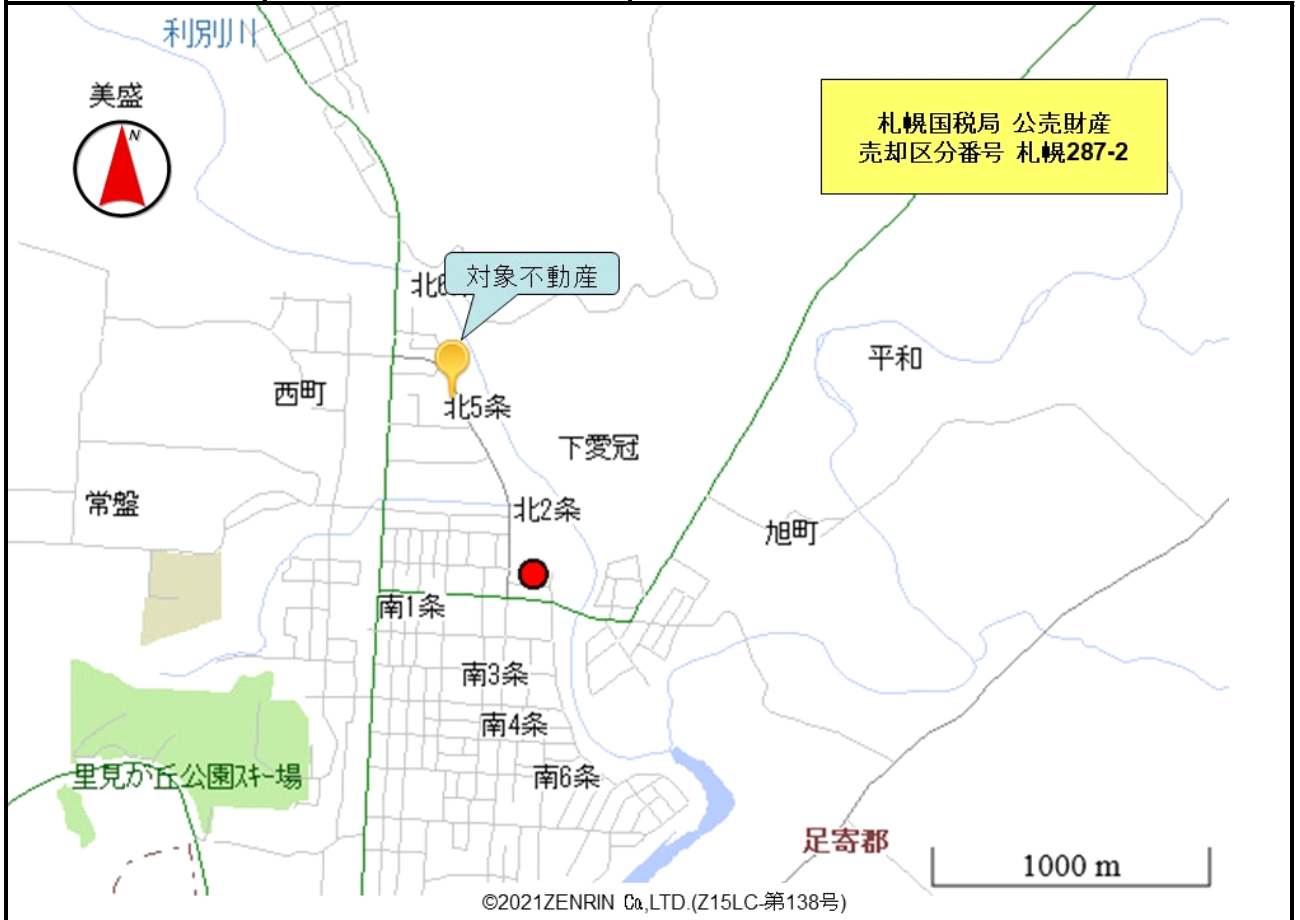 利別川
美盛
N
札幌国税局 公売財産
売却区分番号 札幌287-2
対象不動産
北6
平和
西町
北5条
下愛冠
常盤
北2条
旭町
南1条
南3条
南4条
南6条
里見が丘公園スキー場
足寄郡
1000 m
©2021ZENRIN Co,LTD.(Z15LC-第138号)